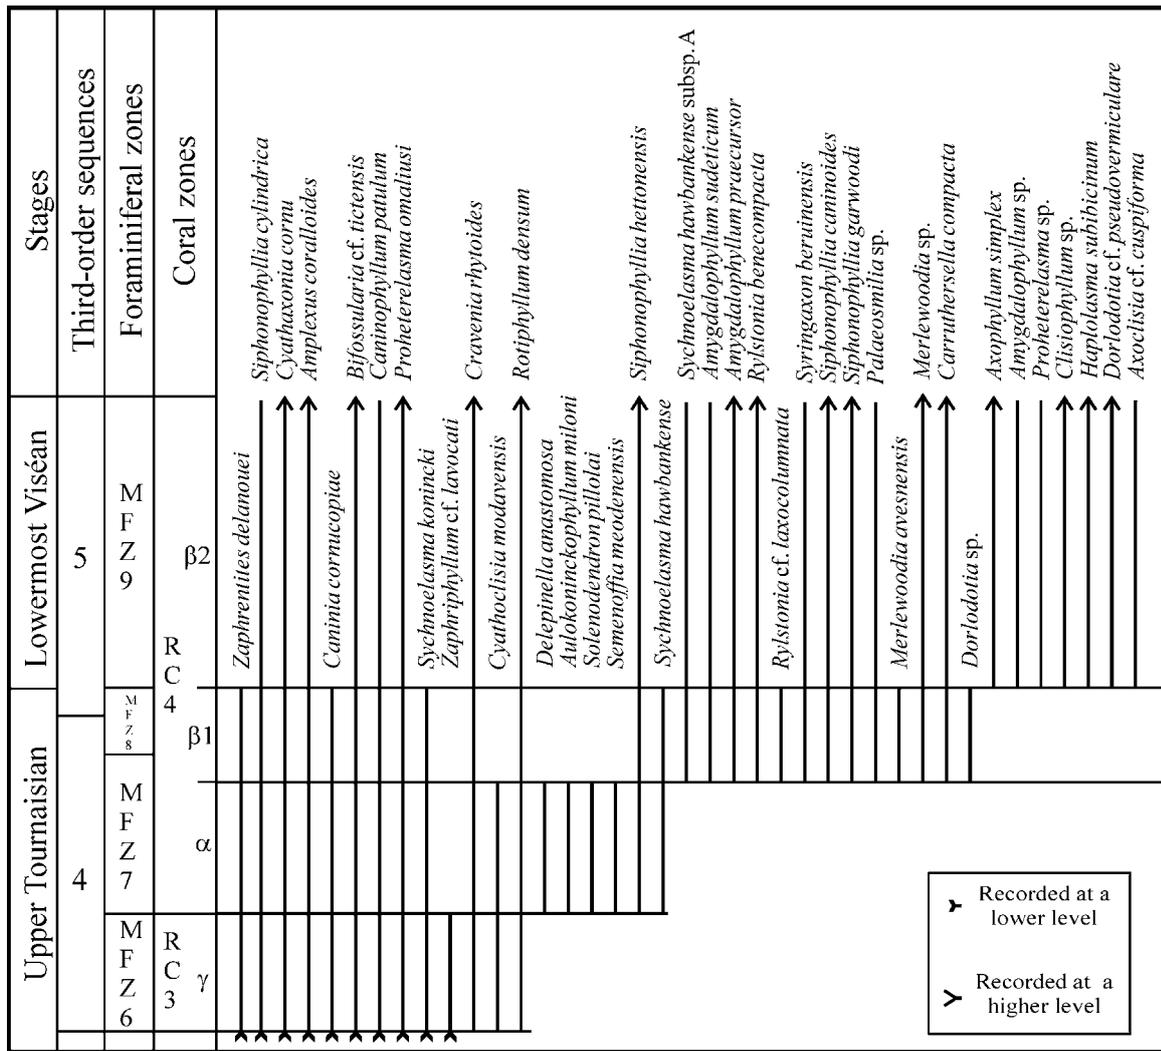 Stages
Third-order sequences
Foraminiferal zones
Coral zones
Siphonophyllia cylindrica
Cyathaxonia cornu
Amplexus coralloides
Bifossularia cf. tictensis
Caninophyllum patulum
Proheterelasma omaliusi
Cravenia rhytoides
Rotiphyllum densum
Siphonophyllia hettonensis
Sychnoelasma hawbankense subsp. A
Amygdalophyllum sudeticum
Amygdalophyllum praecursor
Rylstonia benecompacta
Syringaxon beruinensis
Siphonophyllia caninoides
Siphonophyllia garwoodi
Palaeosmilia sp.
Merlewoodia sp.
Carruthersella compacta
Axophyllum simplex
Amygdalophyllum sp.
Proheterelasma sp.
Clisiophyllum sp.
Haplolasma subibicinum
Dorlodotia cf. pseudovermiculare
Axoclisia cf. cuspiforma
Lowermost Viséan
5
MFZ9
β2
Zaphrentites delanouei
Caninia cornucopiae
Sychnoelasma konincki
Zaphriphyllum cf. lavocati
Cyathoclisia modavensis
Delepinella anastomosa
Aulokoninckophyllum miloni
Solenodendron pillolai
Semenoffia meodenensis
Sychnoelasma hawbankense
Rylstonia cf. laxocolumnata
Merlewoodia avesnensis
Dorlodotia sp.
RC4
Upper Tournaisian
4
MFZ8
β1
MFZ7
α
MFZ6
RC3
γ
Recorded at a
lower level
Recorded at a
higher level